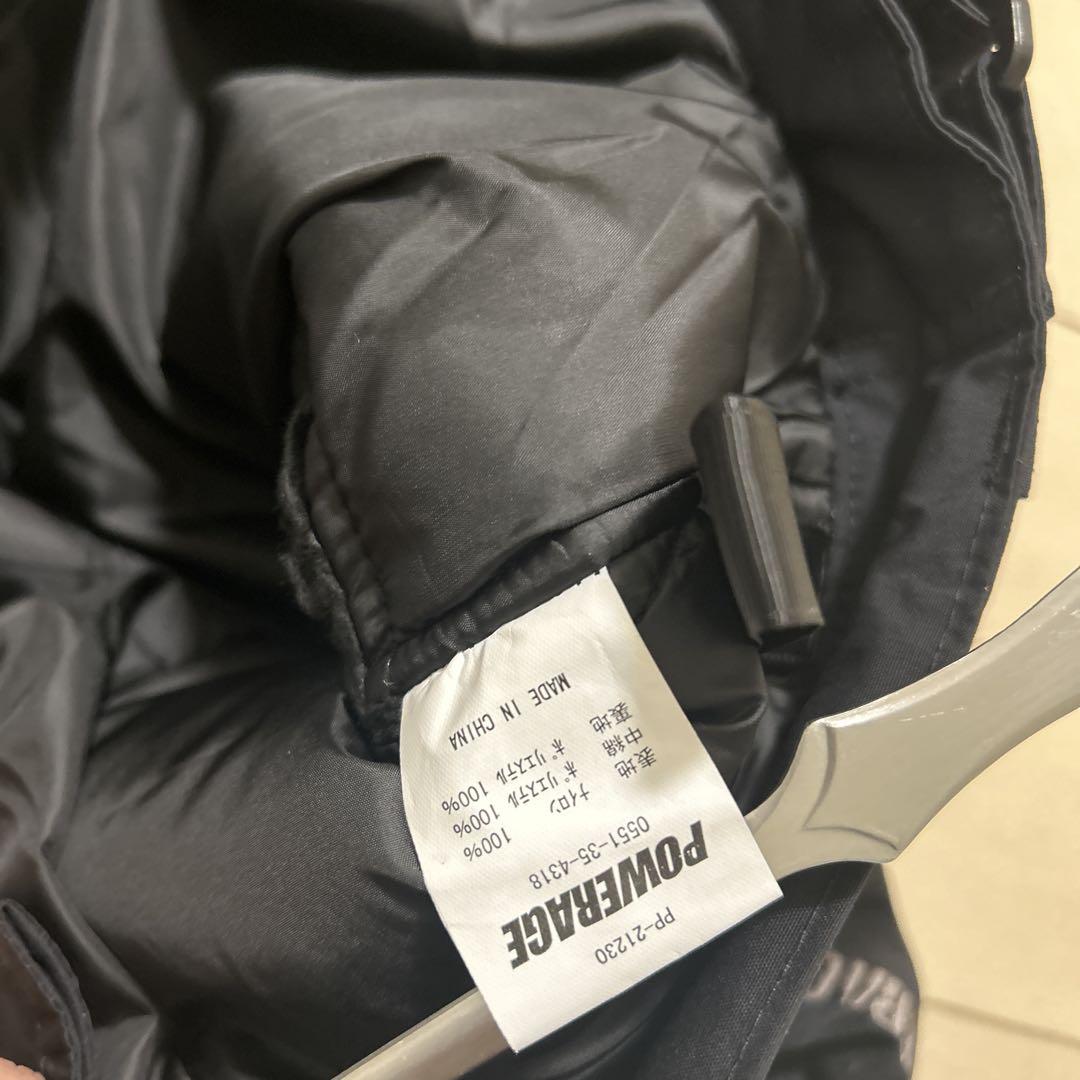 PP-21230
POWERAGE
0551-35-4318
表地 ナイロン 100%
中綿 ポリエステル 100%
裏地 ポリエステル 100%
MADE IN CHINA